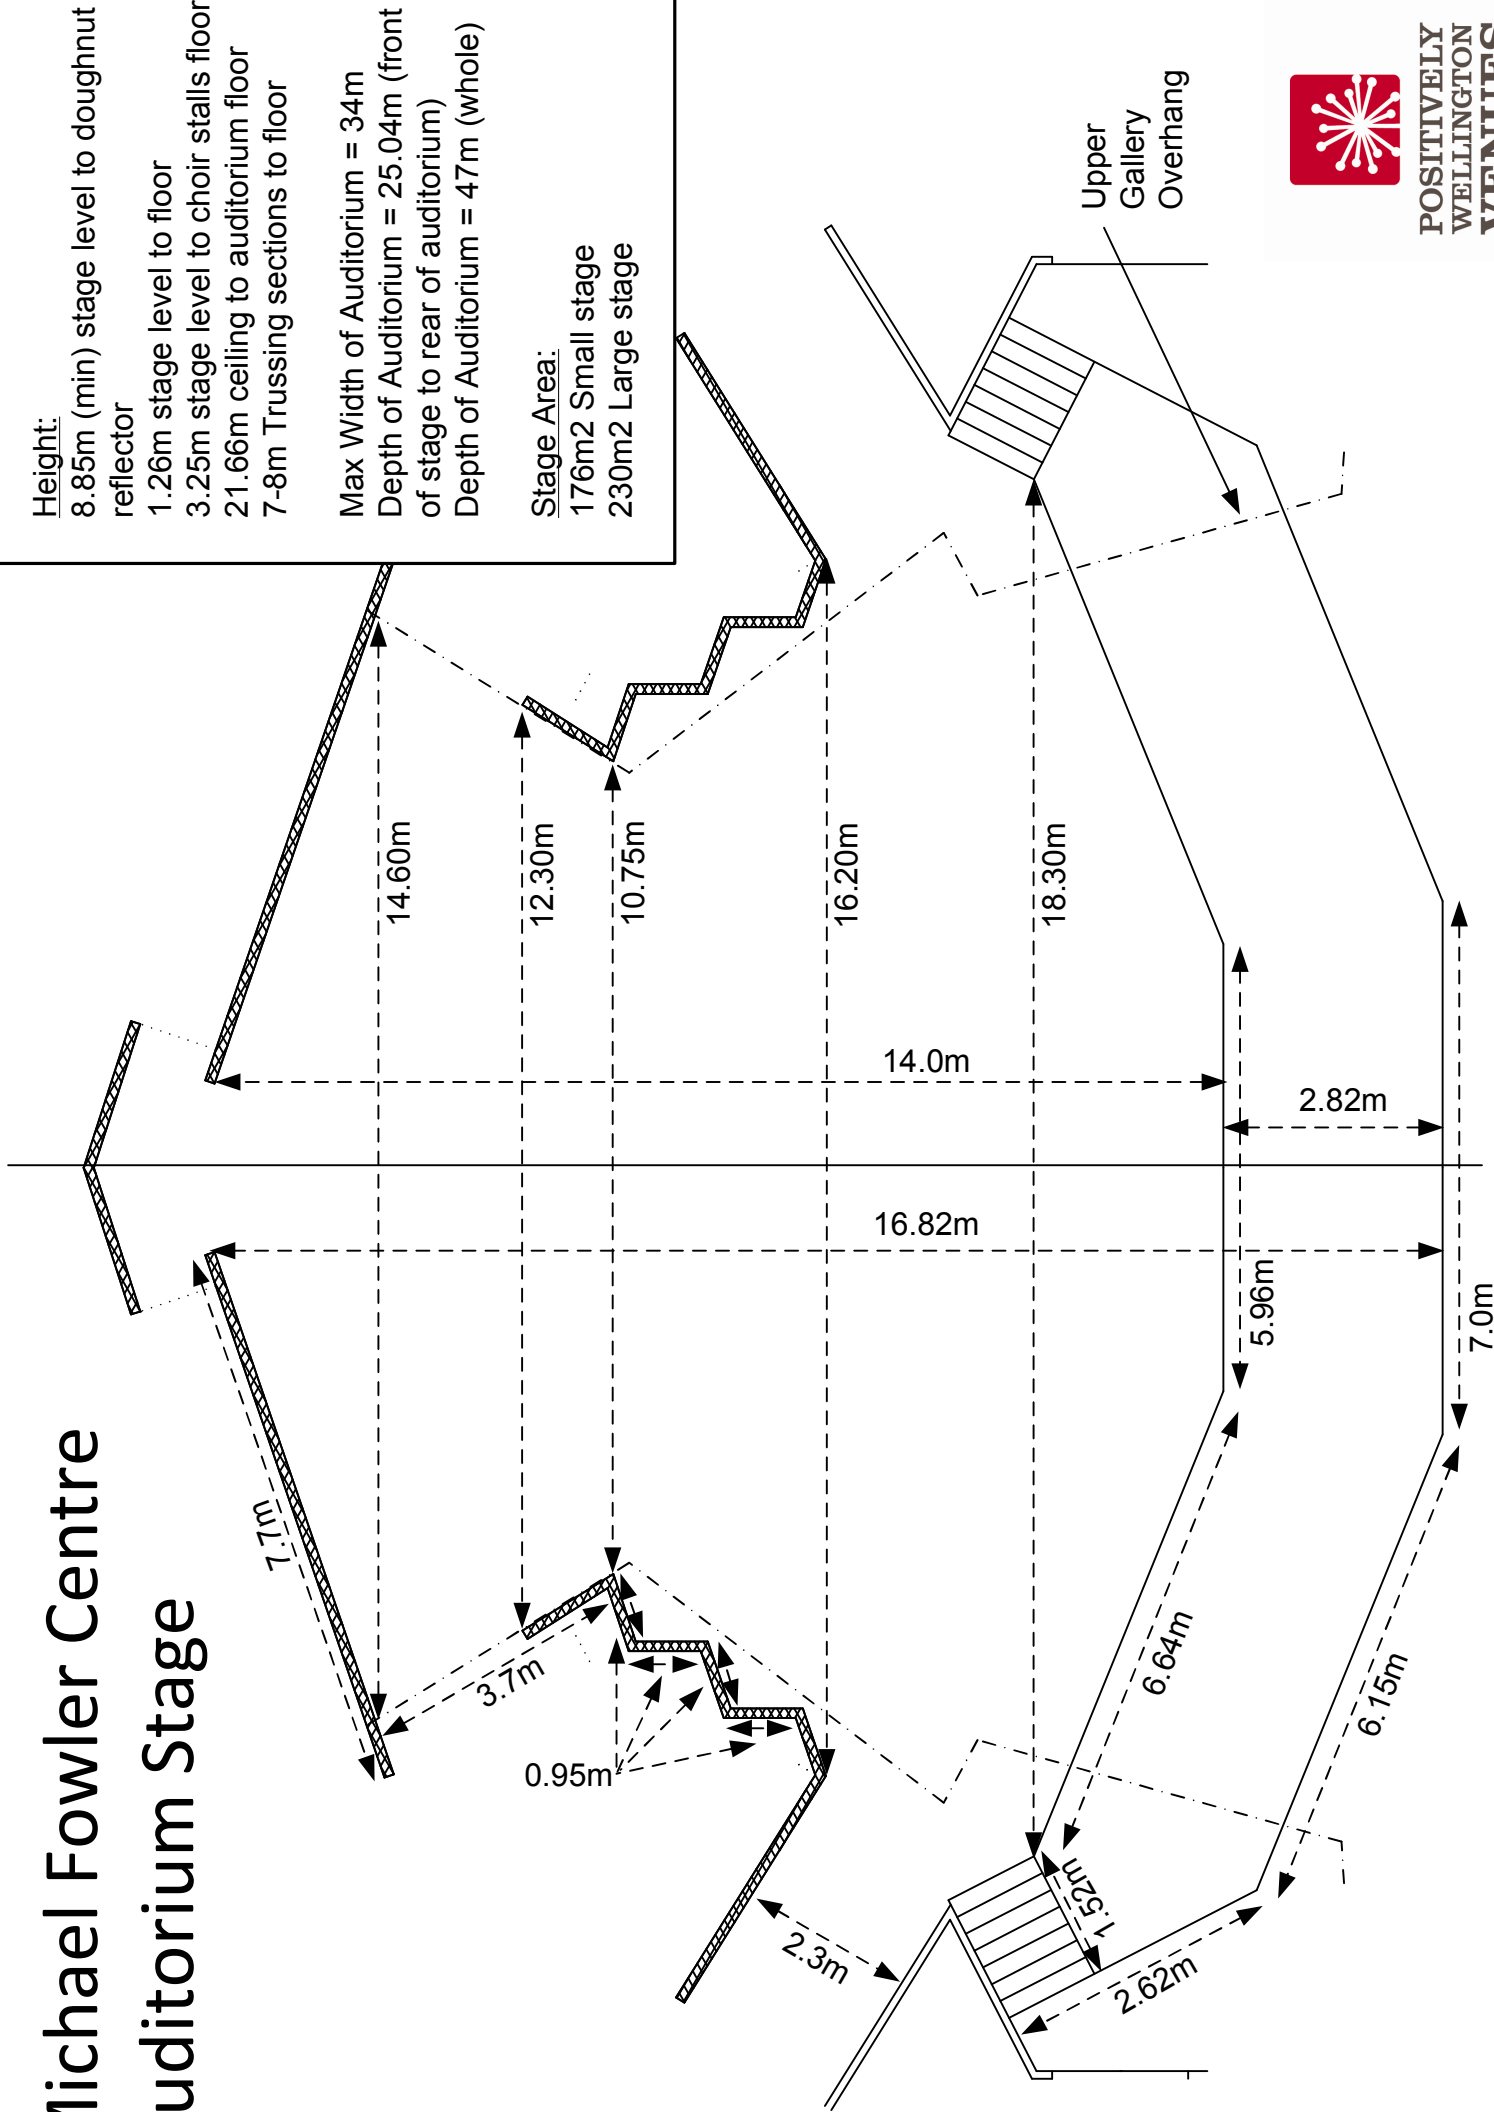 Michael Fowler Centre
uditorium Stage
Height:
8.85m (min) stage level to doughnut
reflector
1.26m stage level to floor
3.25m stage level to choir stalls floor
21.66m ceiling to auditorium floor
7-8m Trussing sections to floor
Max Width of Auditorium = 34m
Depth of Auditorium = 25.04m (front
of stage to rear of auditorium)
Depth of Auditorium = 47m (whole)
Stage Area:
176m2 Small stage
230m2 Large stage
7.7m
14.60m
12.30m
10.75m
3.7m
0.95m
16.20m
2.3m
18.30m
14.0m
16.82m
2.82m
5.96m
7.0m
6.64m
6.15m
1.52m
2.62m
Upper
Gallery
Overhang
POSITIVELY
WELLINGTON
VENUES